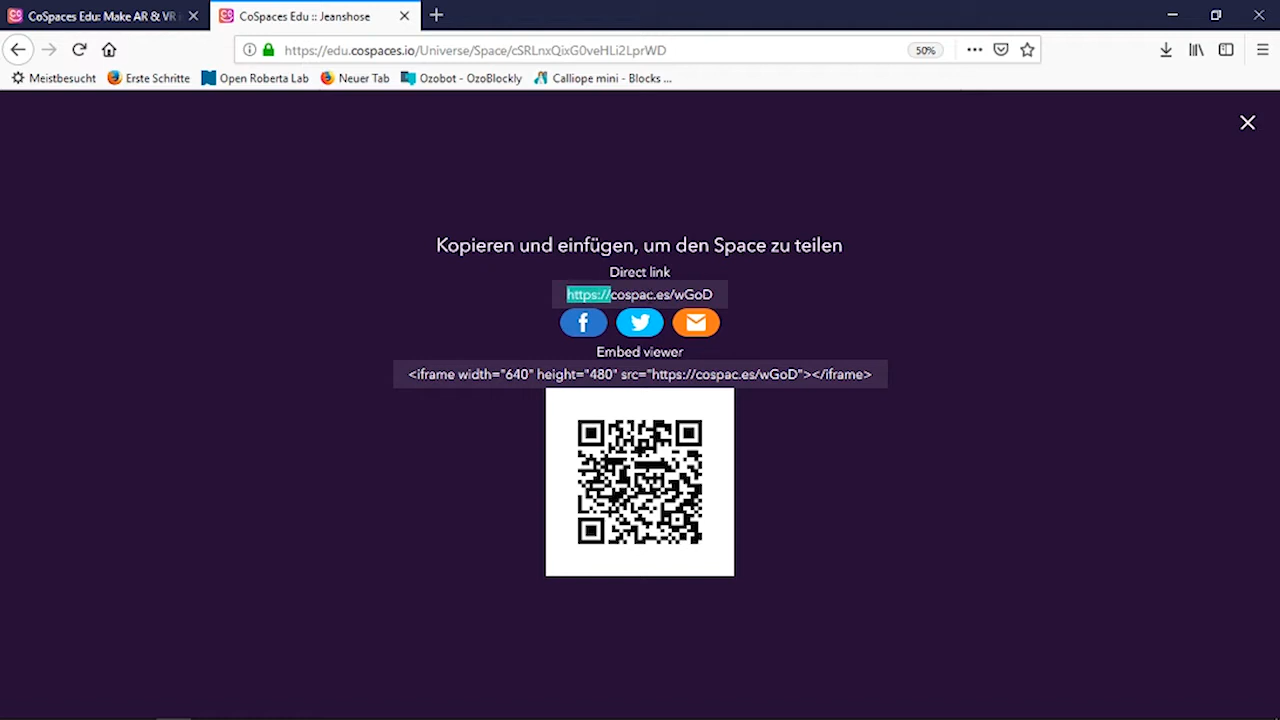 CoSpaces Edu: Make AR & VR
CoSpaces Edu :: Jeanshose
https://edu.cospaces.io/Universe/Space/cSRLnxQixG0veHLi2LprWD
50%
Meistbesucht
Erste Schritte
Open Roberta Lab
Neuer Tab
Ozobot - OzoBlockly
Calliope mini - Blocks ...
Kopieren und einfügen, um den Space zu teilen
Direct link
https://cospac.es/wGoD
Embed viewer
<iframe width="640" height="480" src="https://cospac.es/wGoD"></iframe>